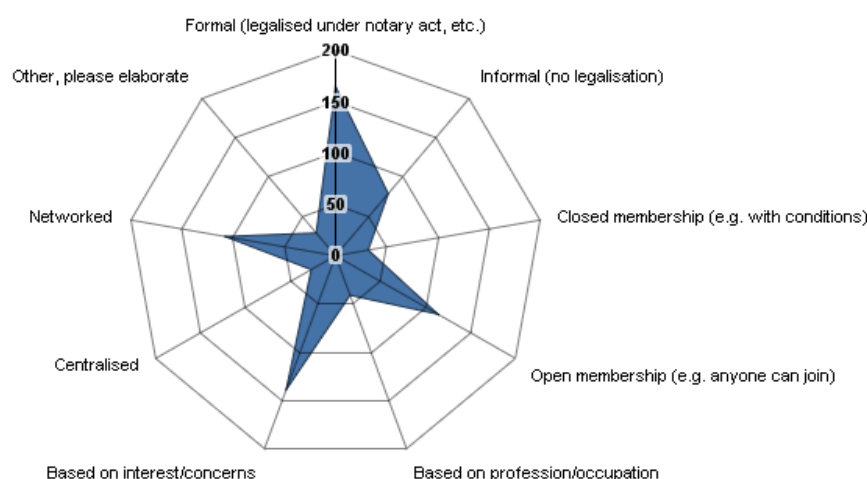 Formal (legalised under notary act, etc.)
200
Other, please elaborate
Informal (no legalisation)
150
100
50
Networked
Closed membership (e.g. with conditions)
0
Centralised
Open membership (e.g. anyone can join)
Based on interest/concerns
Based on profession/occupation